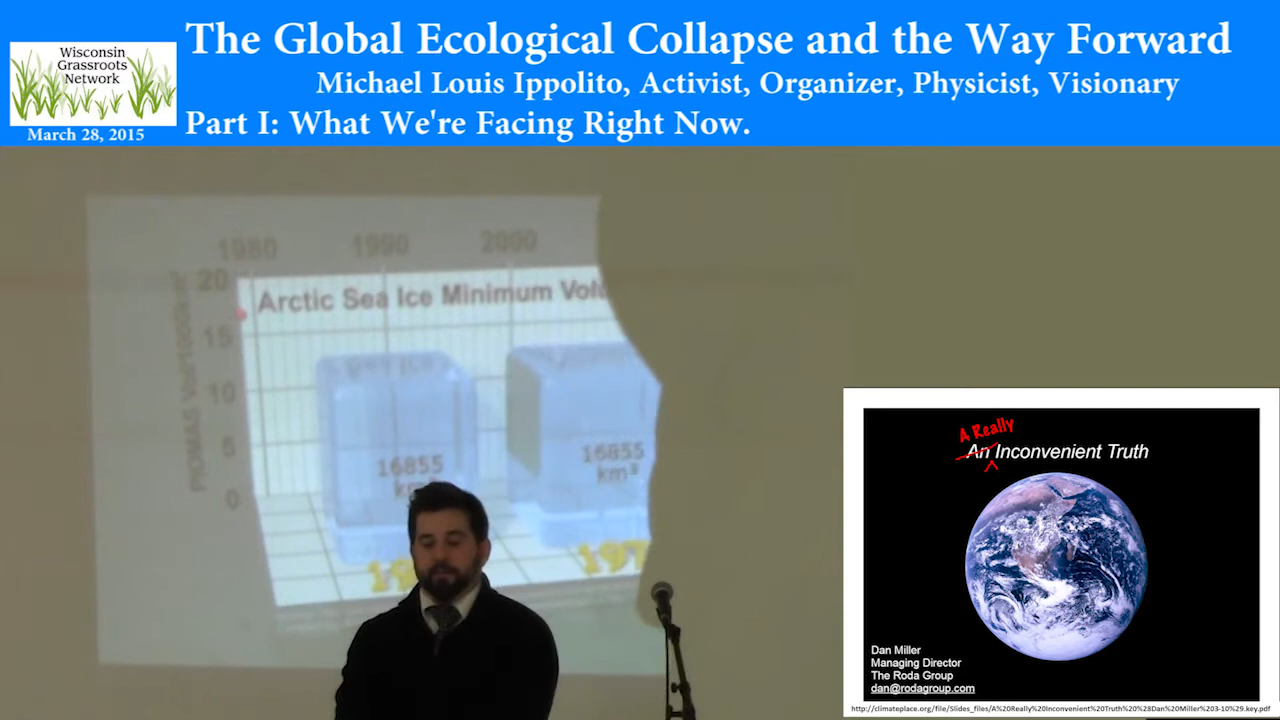 The Global Ecological Collapse and the Way Forward
Wisconsin
Grassroots
Network
Michael Louis Ippolito, Activist, Organizer, Physicist, Visionary
March 28, 2015
Part I: What We're Facing Right Now.
1980 1990 2000
20
Arctic Sea Ice Minimum
15
10
5
0
16855
16855
km³
197
A Really
An Inconvenient Truth
Dan Miller
Managing Director
The Roda Group
dan@rodagroup.com
http://climateplace.org/file/Slides_files/A%20Really%20Inconvenient%20Truth%20%28Dan%20Miller%203-10%29.key.pdf